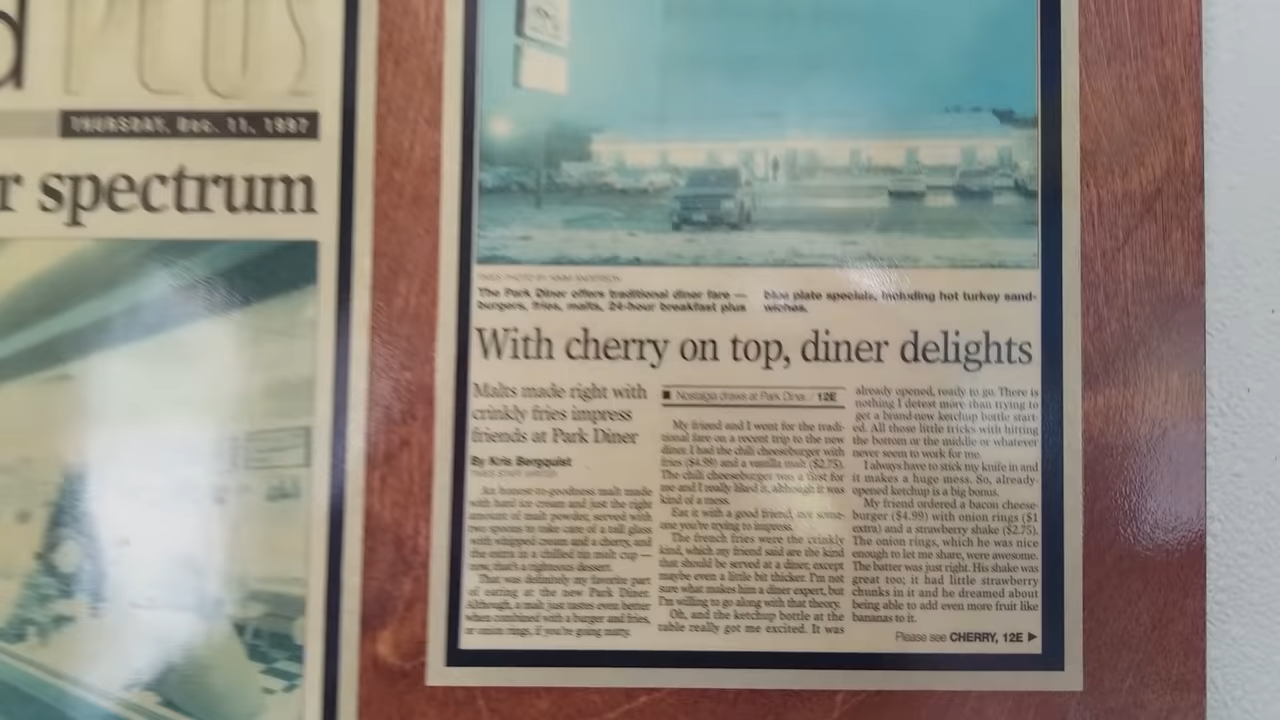 PLUS
THURSDAY, Dec. 11, 1997
r spectrum
The Park Diner offers traditional diner fare —
burgers, fries, malts, 24-hour breakfast plus
blue plate specials, including hot turkey sand-
wiches.
With cherry on top, diner delights
Malts made right with
crinkly fries impress
friends at Park Diner
By Kris Bergquist
An honest-to-goodness malt made
with hard ice cream and just the right
amount of malt powder, served with
two spoons to take care of a tall glass
with whipped cream and a cherry, and
the extra in a chilled tin malt cup —
now, that's a righteous dessert.
That was definitely my favorite part
of eating at the new Park Diner.
Although, a malt just tastes even better
when combined with a burger and fries,
or onion rings, if you're going nutty.
■ Nostalgia draws at Park Diner / 12E
My friend and I went for the tradi-
tional fare on a recent trip to the new
diner. I had the chili cheeseburger with
fries ($4.99) and a vanilla malt ($2.75).
The chili cheeseburger was a first for
me and I really liked it, although it was
kind of a mess.
Eat it with a good friend, not some-
one you're trying to impress.
The french fries were the crinkly
kind, which my friend said are the kind
that should be served at a diner, except
maybe even a little bit thicker. I'm not
sure what makes him a diner expert, but
I'm willing to go along with that theory.
Oh, and the ketchup bottle at the
table really got me excited. It was
already opened, ready to go. There is
nothing I detest more than trying to
get a brand-new ketchup bottle start-
ed. All those little tricks with hitting
the bottom or the middle or whatever
never seem to work for me.
I always have to stick my knife in and
it makes a huge mess. So, already-
opened ketchup is a big bonus.
My friend ordered a bacon cheese-
burger ($4.99) with onion rings ($1
extra) and a strawberry shake ($2.75).
The onion rings, which he was nice
enough to let me share, were awesome.
The batter was just right. His shake was
great too; it had little strawberry
chunks in it and he dreamed about
being able to add even more fruit like
bananas to it.
Please see CHERRY, 12E ▶